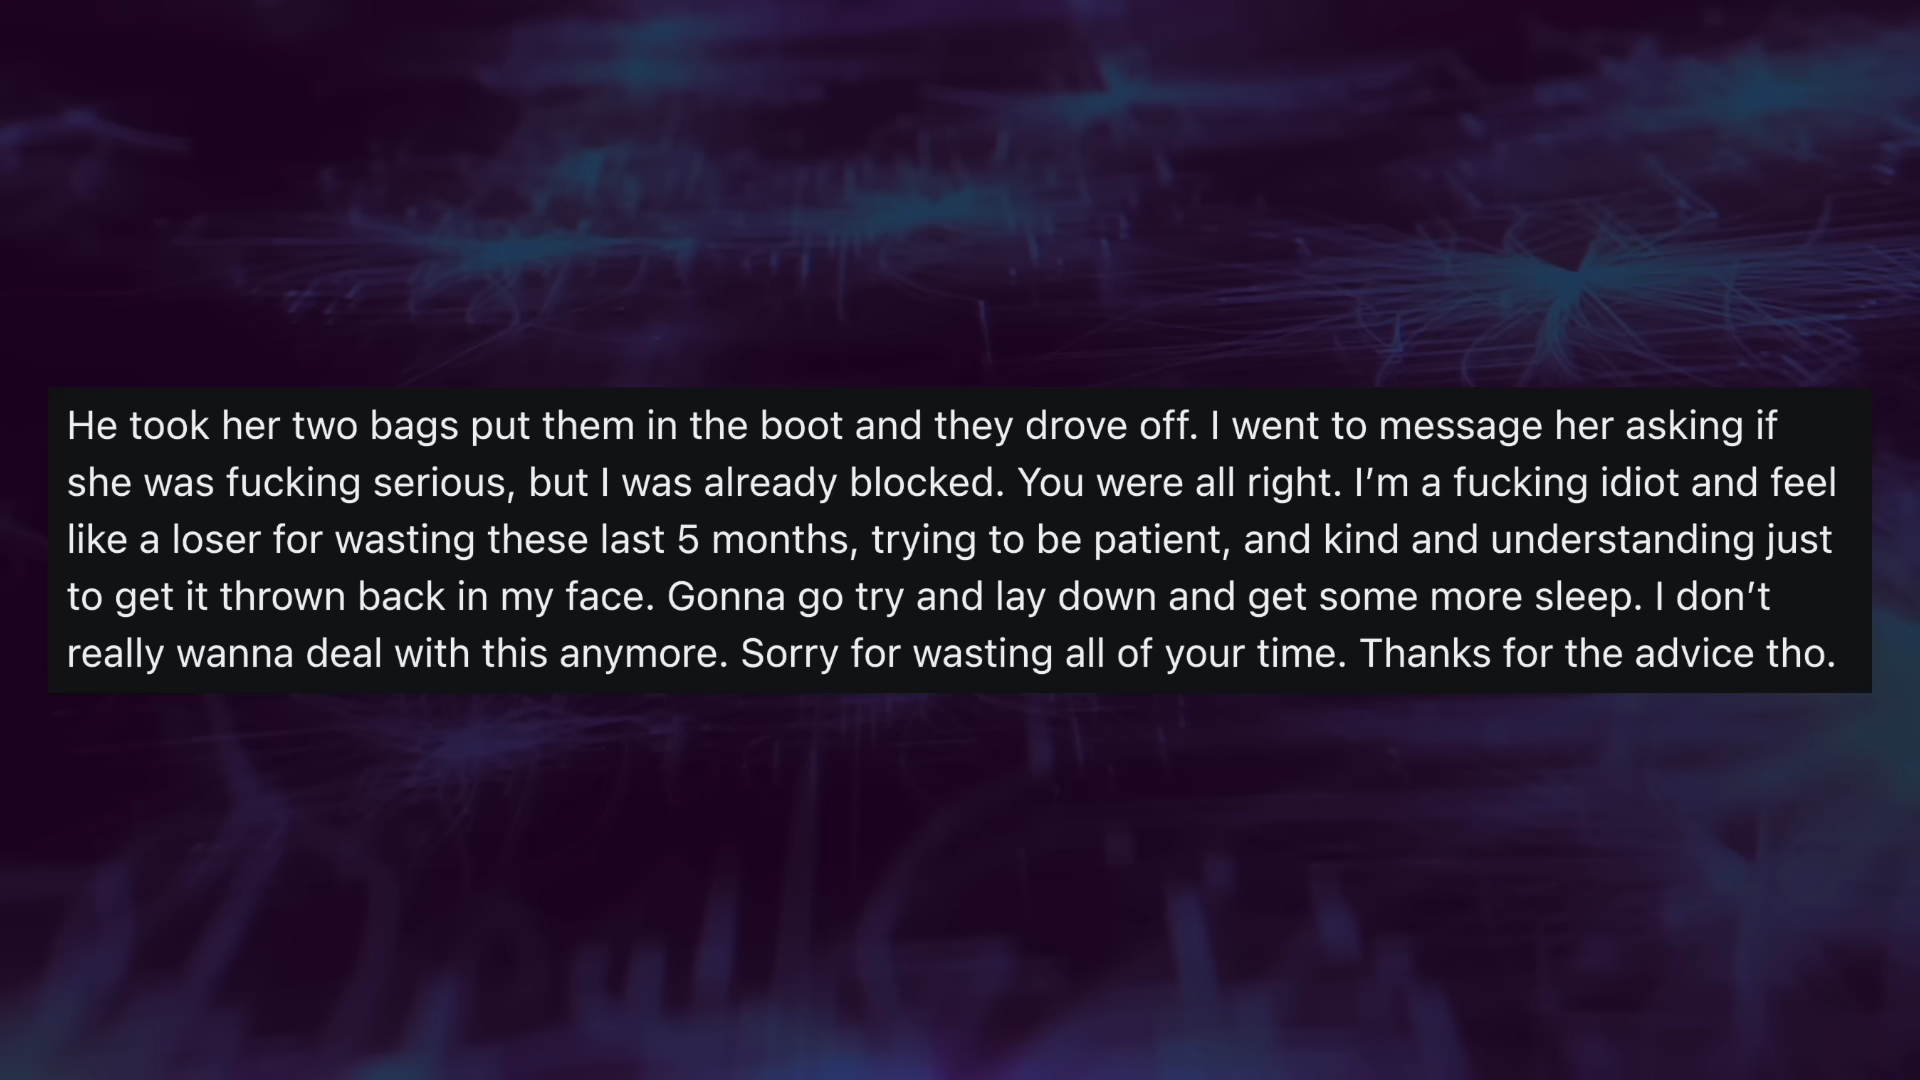 He took her two bags put them in the boot and they drove off. I went to message her asking if
she was fucking serious, but I was already blocked. You were all right. I’m a fucking idiot and feel
like a loser for wasting these last 5 months, trying to be patient, and kind and understanding just
to get it thrown back in my face. Gonna go try and lay down and get some more sleep. I don’t
really wanna deal with this anymore. Sorry for wasting all of your time. Thanks for the advice tho.